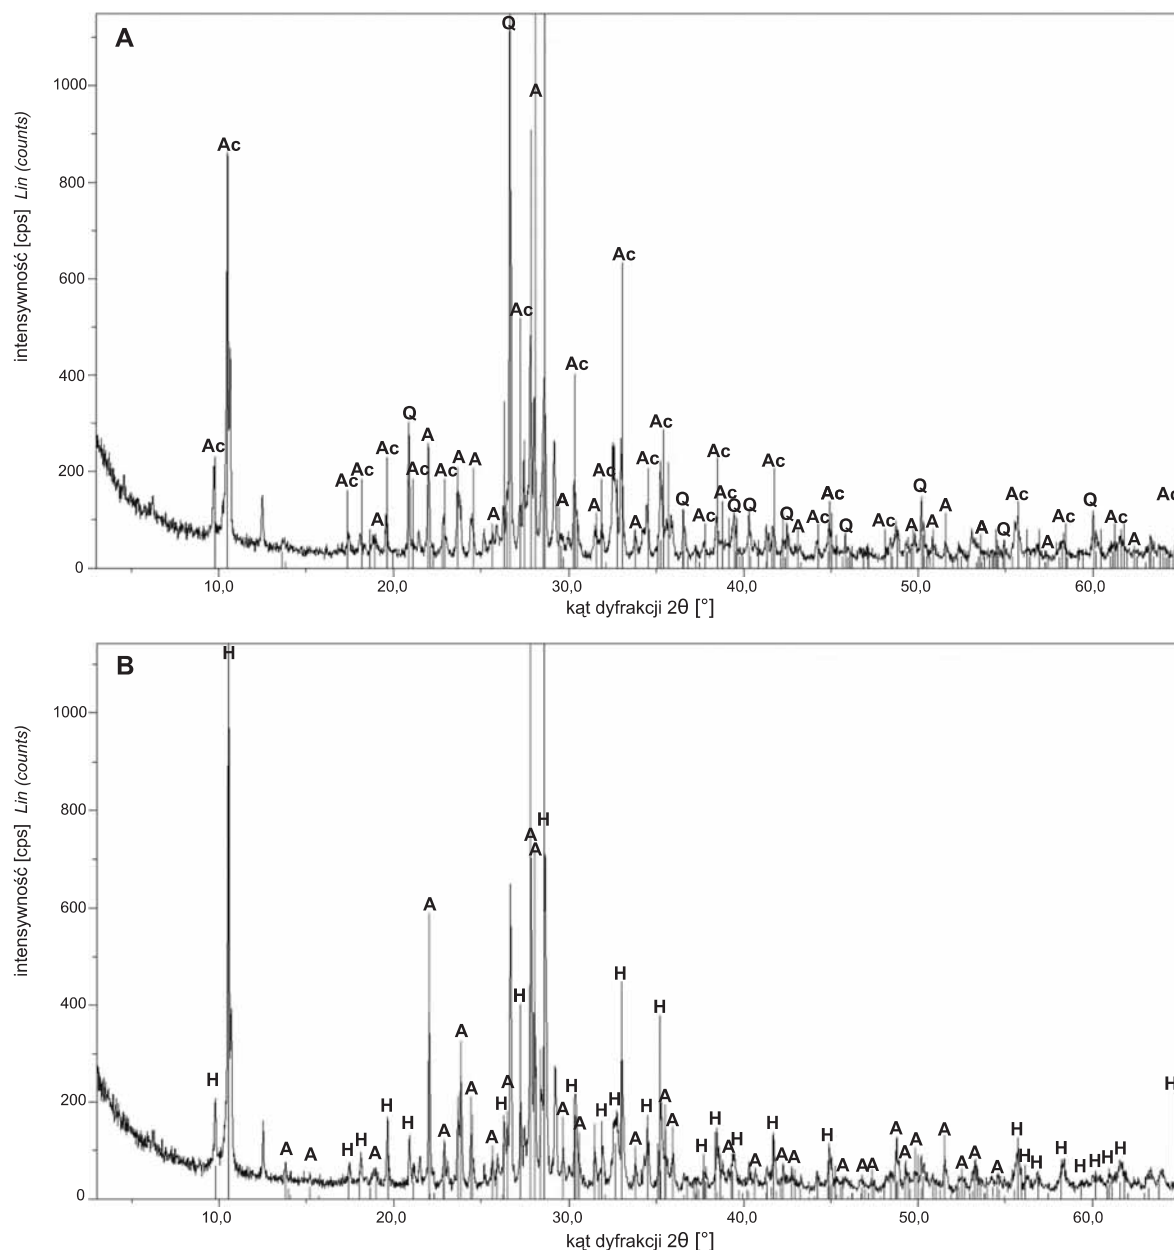 A
Q
1000
A
Ac
800
Ac
600
Ac
Ac
400
Q
A
Ac Ac Ac Ac Ac Ac A A Ac Ac Ac Ac Ac
200
Ac Ac Q Ac Ac
A A A A Q Ac Ac Q Q Q A Ac Q Ac A A A A Q A Ac Q Ac A
0
10,0 20,0 30,0 40,0 50,0 60,0
kąt dyfrakcji 2θ [°]
intensywność [cps] Lin (counts)
B
H
1000
A
H
800
A
A
600
H
H
400
H
A
H A A H A
200
H H H A H A H H A H A H
A A H H A A A H A H A H A H A A A H A A A A A A A A H H H H H H H H
0
10,0 20,0 30,0 40,0 50,0 60,0
kąt dyfrakcji 2θ [°]
intensywność [cps] Lin (counts)